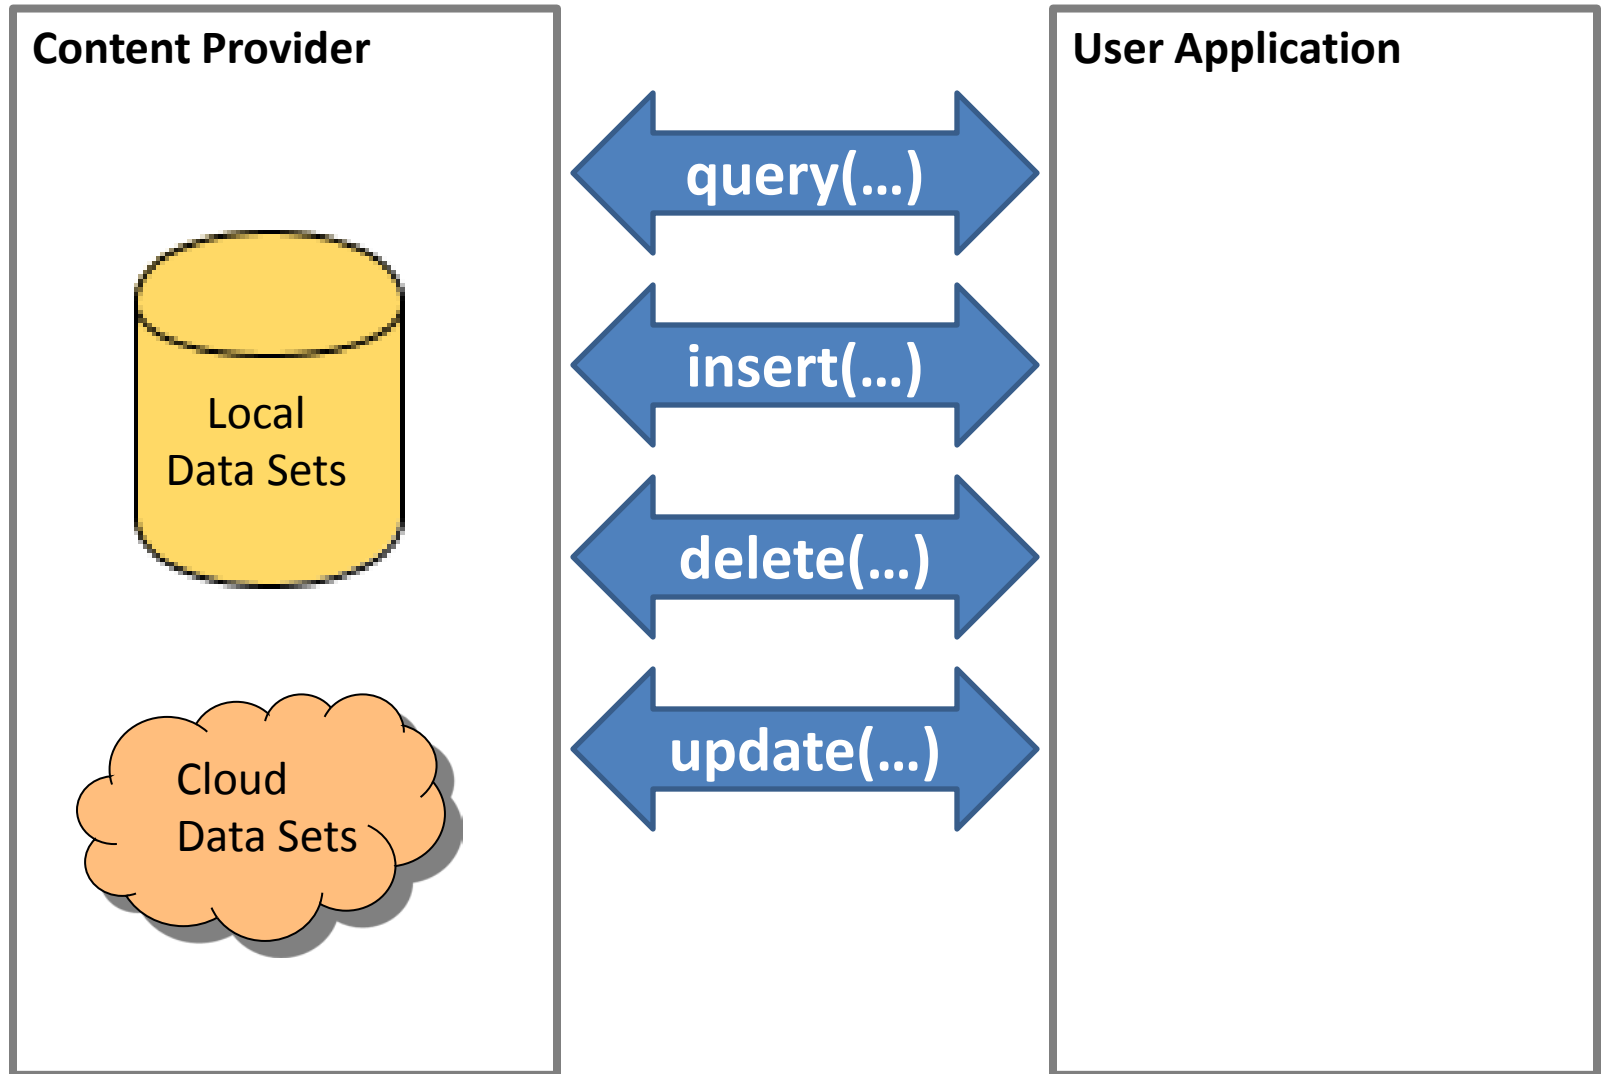 Content Provider
User Application
query(...)
insert(...)
delete(...)
update(...)
Local
Data Sets
Cloud
Data Sets